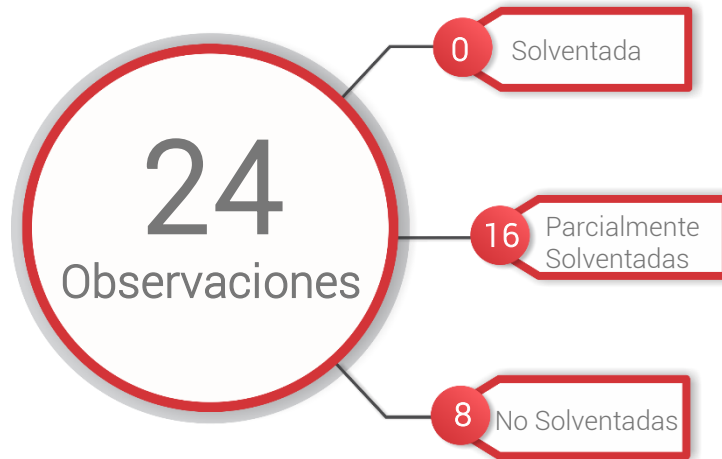 24
Observaciones
0
Solventada
16
Parcialmente
Solventadas
8
No Solventadas